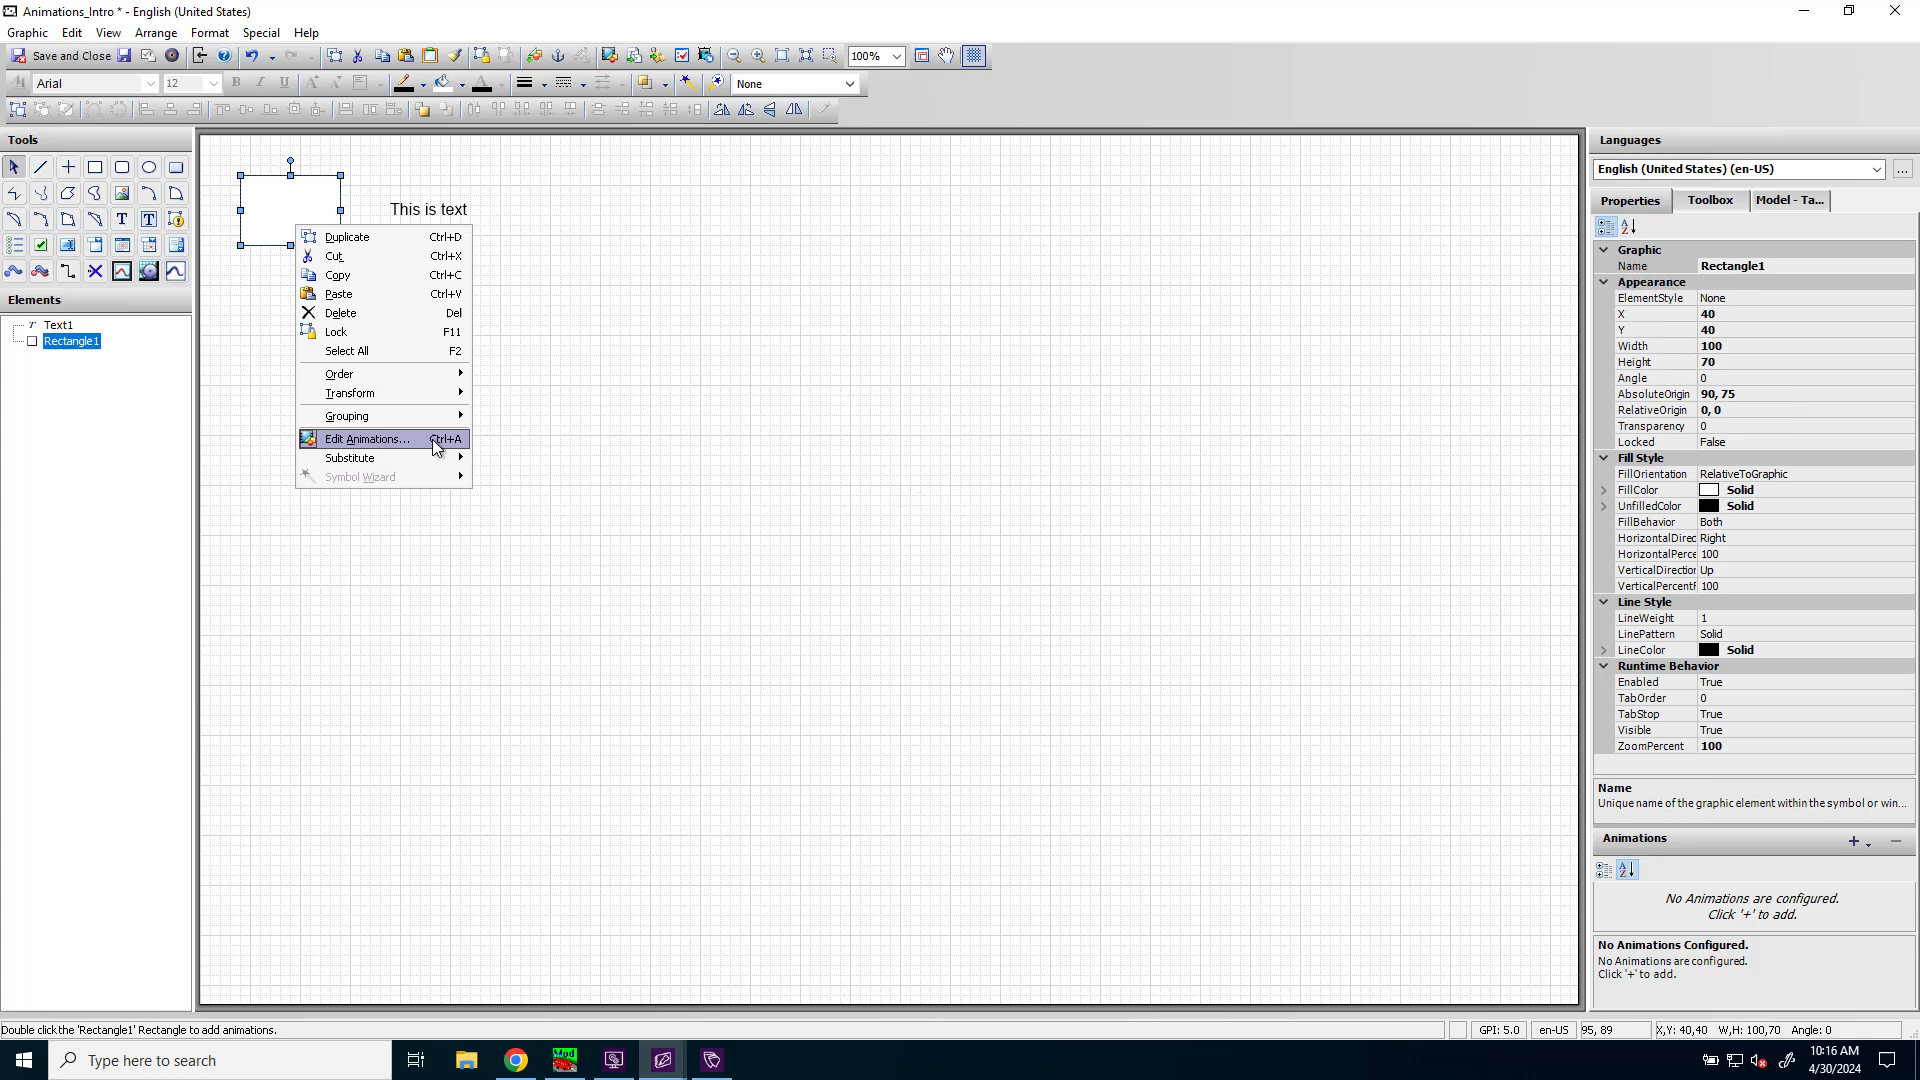 Animations_Intro * - English (United States)
Graphic Edit View Arrange Format Special Help
Save and Close 100%
Arial 12 B I U A A A None
Tools
Languages
English (United States) (en-US) ...
Properties Toolbox Model - Ta...
This is text
Duplicate Ctrl+D
Cut Ctrl+X
Copy Ctrl+C
Paste Ctrl+V
Delete Del
Lock F11
Select All F2
Order
Transform
Grouping
Edit Animations... Ctrl+A
Substitute
Symbol Wizard
Elements
Text1
Rectangle1
Graphic
Name Rectangle1
Appearance
ElementStyle None
X 40
Y 40
Width 100
Height 70
Angle 0
AbsoluteOrigin 90, 75
RelativeOrigin 0, 0
Transparency 0
Locked False
Fill Style
FillOrientation RelativeToGraphic
FillColor Solid
UnfilledColor Solid
FillBehavior Both
HorizontalDirec Right
HorizontalPerce 100
VerticalDirection Up
VerticalPercentF 100
Line Style
LineWeight 1
LinePattern Solid
LineColor Solid
Runtime Behavior
Enabled True
TabOrder 0
TabStop True
Visible True
ZoomPercent 100
Name
Unique name of the graphic element within the symbol or win...
Animations
No Animations are configured.
Click '+' to add.
No Animations Configured.
No Animations are configured.
Click '+' to add.
Double click the 'Rectangle1' Rectangle to add animations.
GPI: 5.0 en-US 95, 89 X,Y: 40,40 W,H: 100,70 Angle: 0
Type here to search
10:16 AM
4/30/2024